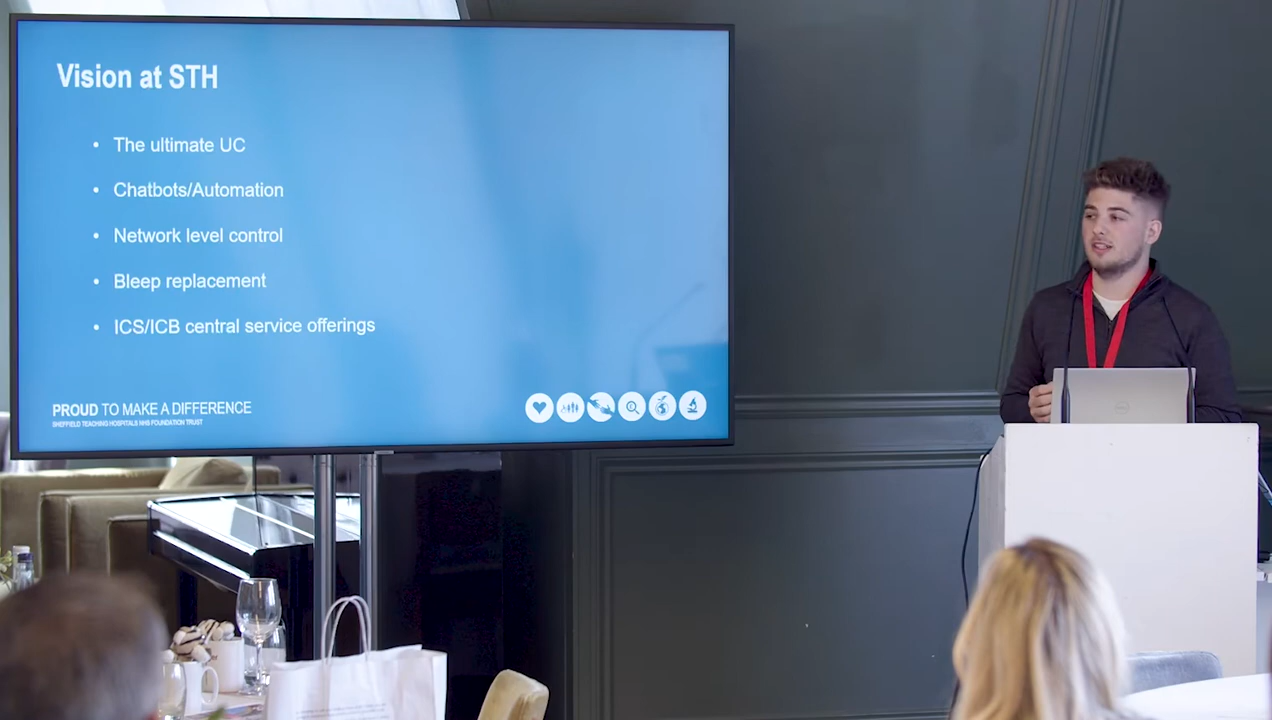 Vision at STH
• The ultimate UC
• Chatbots/Automation
• Network level control
• Bleep replacement
• ICS/ICB central service offerings
PROUD TO MAKE A DIFFERENCE
SHEFFIELD TEACHING HOSPITALS NHS FOUNDATION TRUST
DELL